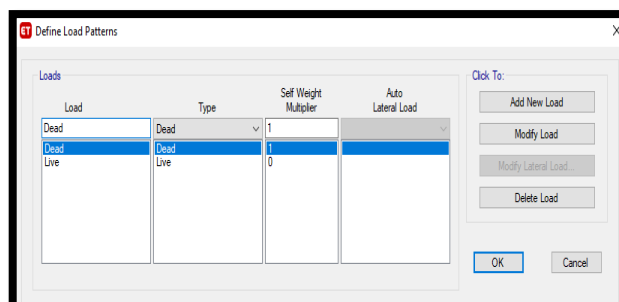 ET Define Load Patterns X
Loads
Click To:
Load Type Self Weight Multiplier Auto Lateral Load
Dead Dead 1
Dead Dead 1
Live Live 0
Add New Load
Modify Load
Modify Lateral Load...
Delete Load
OK Cancel